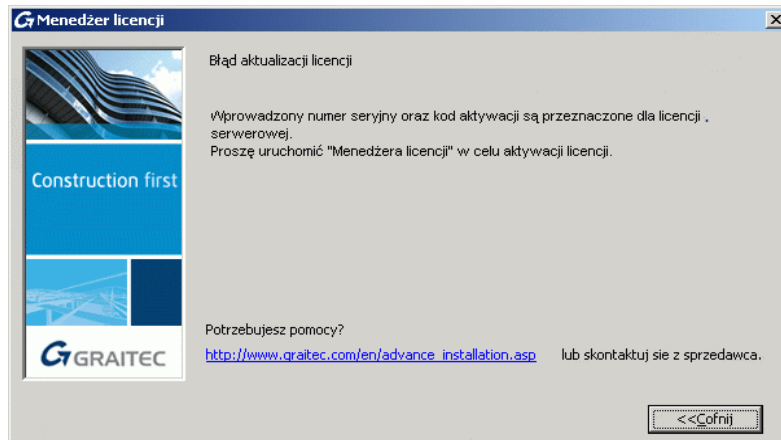 Menedżer licencji
Błąd aktualizacji licencji
Wprowadzony numer seryjny oraz kod aktywacji są przeznaczone dla licencji .
serwerowej.
Proszę uruchomić "Menedżera licencji" w celu aktywacji licencji.
Construction first
Potrzebujesz pomocy?
http://www.graitec.com/en/advance_installation.asp lub skontaktuj sie z sprzedawca.
GRAITEC
<<Cofnij